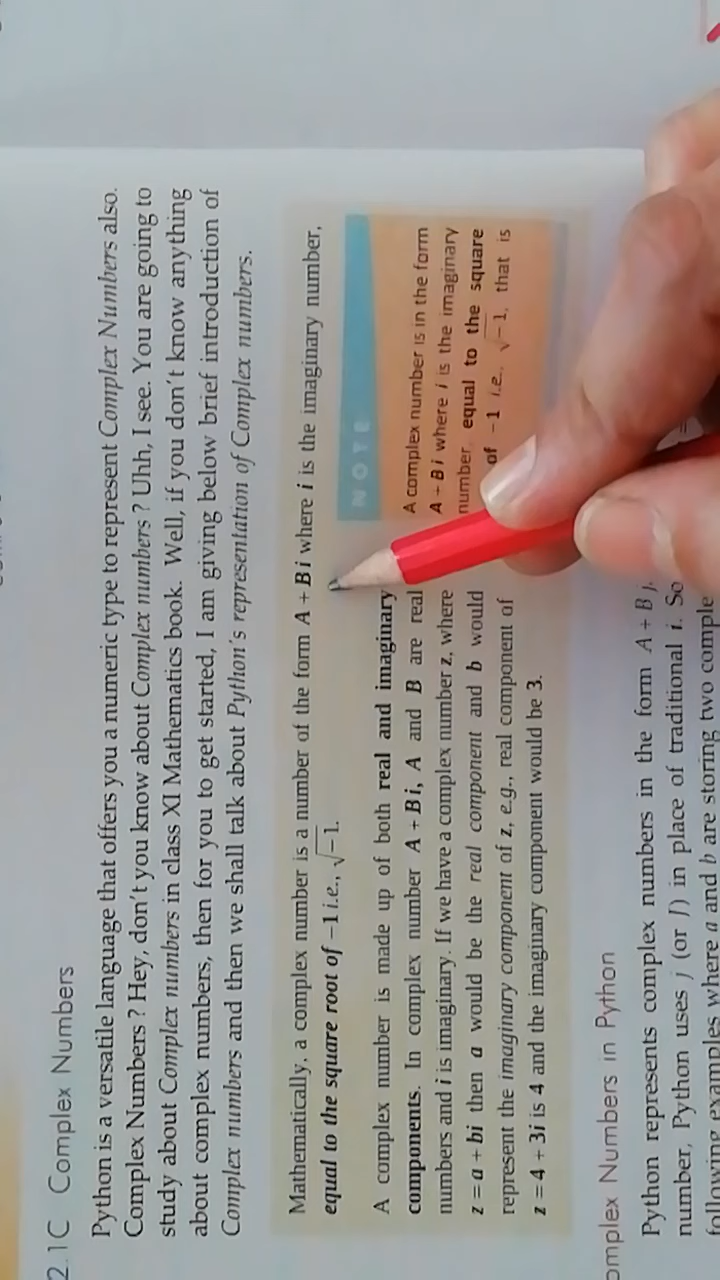 2.1C Complex Numbers
Python is a versatile language that offers you a numeric type to represent Complex Numbers also.
Complex Numbers ? Hey, don't you know about Complex numbers ? Uhh, I see. You are going to
study about Complex numbers in class XI Mathematics book. Well, if you don't know anything
about complex numbers, then for you to get started, I am giving below brief introduction of
Complex numbers and then we shall talk about Python's representation of Complex numbers.
Mathematically, a complex number is a number of the form A + B i where i is the imaginary number,
equal to the square root of −1 i.e., √−1.
A complex number is made up of both real and imaginary
components. In complex number A + B i, A and B are real
numbers and i is imaginary. If we have a complex number z, where
z = a + bi then a would be the real component and b would
represent the imaginary component of z, e.g., real component of
z = 4 + 3i is 4 and the imaginary component would be 3.
NOTE
A complex number is in the form
A + B i where i is the imaginary
number, equal to the square
of −1 i.e., √−1, that is
omplex Numbers in Python
Python represents complex numbers in the form A + B j.
number, Python uses j (or J) in place of traditional i. So
following examples where a and b are storing two comple